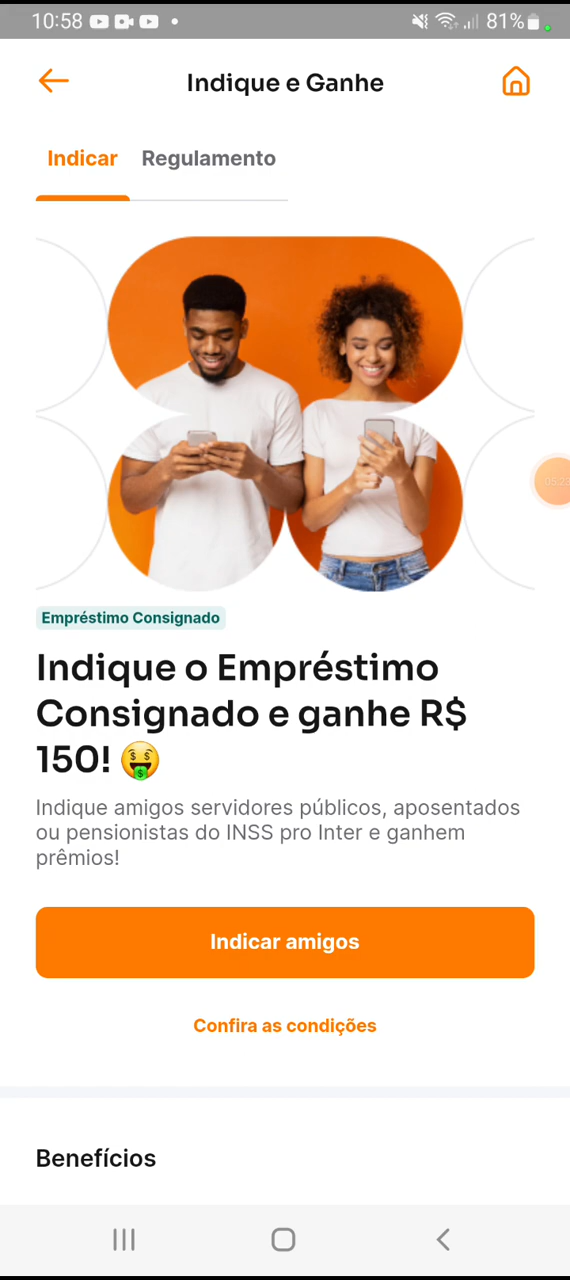 10:58
81%
Indique e Ganhe
Indicar
Regulamento
Empréstimo Consignado
Indique o Empréstimo
Consignado e ganhe R$
150! 🤑
Indique amigos servidores públicos, aposentados
ou pensionistas do INSS pro Inter e ganhem
prêmios!
Indicar amigos
Confira as condições
Benefícios